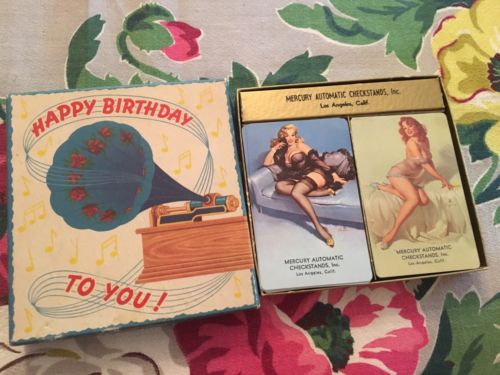 HAPPY BIRTHDAY
TO YOU!
MERCURY AUTOMATIC CHECKSTANDS, Inc.
Los Angeles, Calif.
MERCURY AUTOMATIC
CHECKSTANDS, Inc.
Los Angeles, Calif.
MERCURY AUTOMATIC
CHECKSTANDS, Inc.
Los Angeles, Calif.